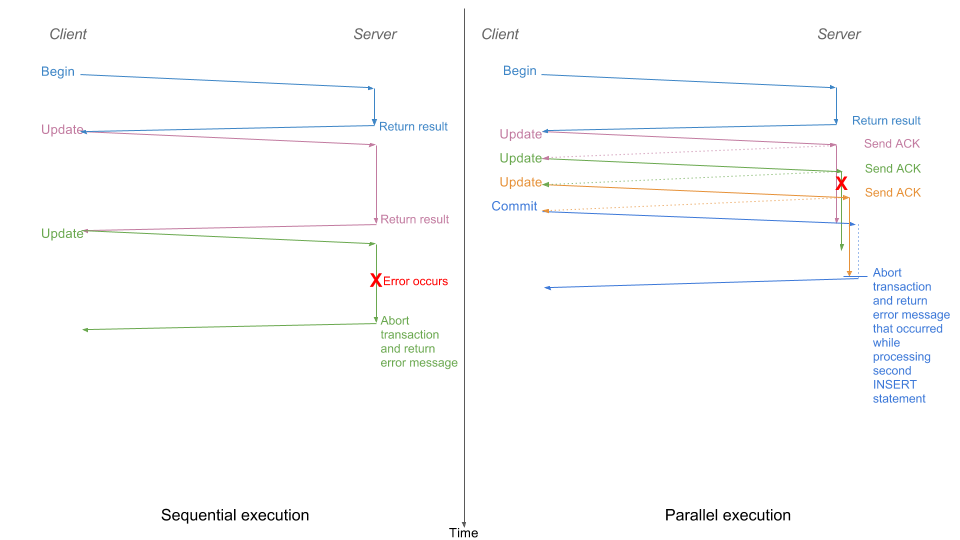 Client
Server
Begin
Return result
Update
Return result
Update
X Error occurs
Abort
transaction
and return
error message
Sequential execution
Time
Client
Server
Begin
Return result
Update
Send ACK
Update
Send ACK
X
Update
Send ACK
Commit
Abort
transaction
and return
error message
that occurred
while
processing
second
INSERT
statement
Parallel execution